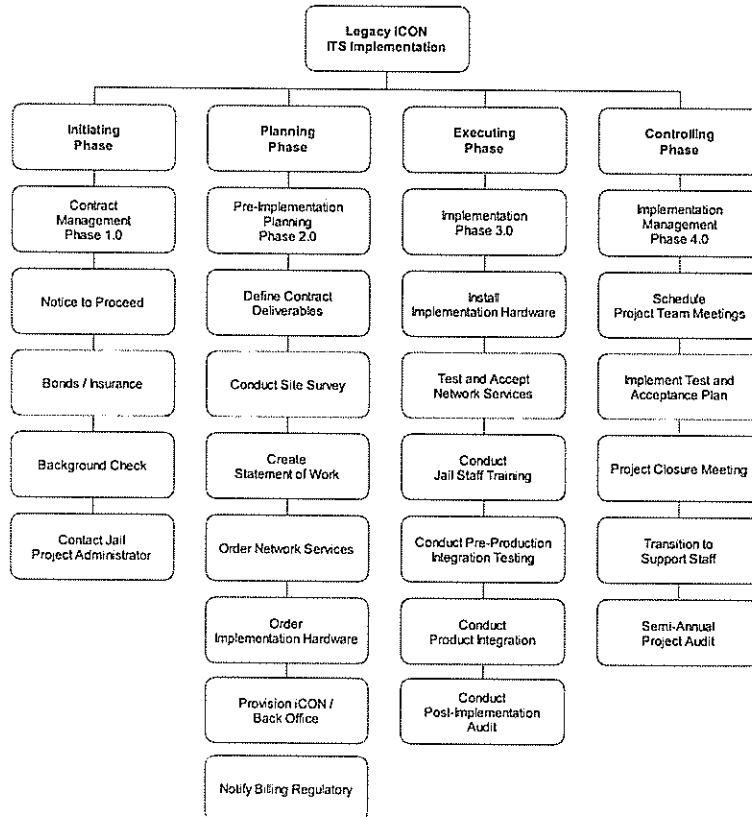 Legacy iCON
ITS Implementation
Initiating
Phase
Planning
Phase
Executing
Phase
Controlling
Phase
Contract
Management
Phase 1.0
Pre-Implementation
Planning
Phase 2.0
Implementation
Phase 3.0
Implementation
Management
Phase 4.0
Notice to Proceed
Define Contract
Deliverables
Install
Implementation Hardware
Schedule
Project Team Meetings
Bonds / Insurance
Conduct Site Survey
Test and Accept
Network Services
Implement Test and
Acceptance Plan
Background Check
Create
Statement of Work
Conduct
Jail Staff Training
Project Closure Meeting
Contact Jail
Project Administrator
Order Network Services
Conduct Pre-Production
Integration Testing
Transition to
Support Staff
Order
Implementation Hardware
Conduct
Product Integration
Semi-Annual
Project Audit
Provision iCON /
Back Office
Conduct
Post-Implementation
Audit
Notify Billing Regulatory